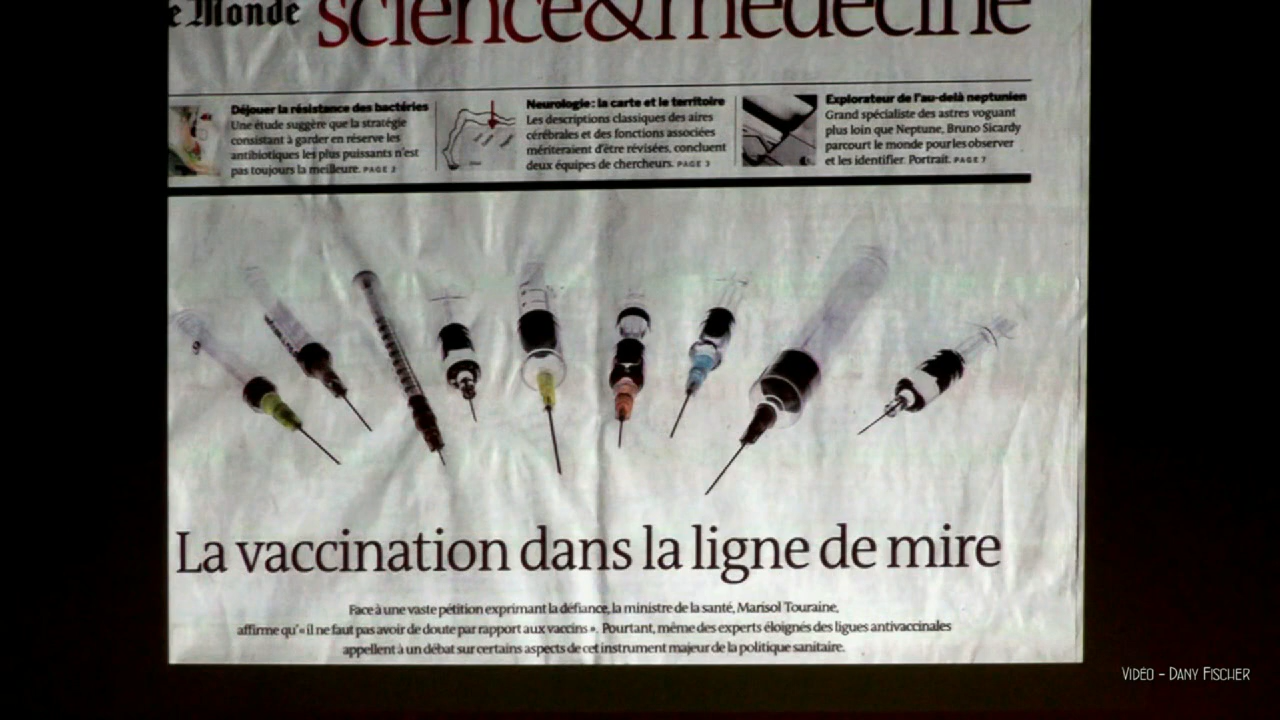 e Monde science&médecine
Déjouer la résistance des bactéries
Une étude suggère que la stratégie
consistant à garder en réserve les
antibiotiques les plus puissants n'est
pas toujours la meilleure. PAGE 2
Neurologie : la carte et le territoire
Les descriptions classiques des aires
cérébrales et des fonctions associées
mériteraient d'être révisées, concluent
deux équipes de chercheurs. PAGE 3
Explorateur de l'au-delà neptunien
Grand spécialiste des astres voguant
plus loin que Neptune, Bruno Sicardy
parcourt le monde pour les observer
et les identifier. Portrait. PAGE 7
La vaccination dans la ligne de mire
Face à une vaste pétition exprimant la défiance, la ministre de la santé, Marisol Touraine,
affirme qu'« il ne faut pas avoir de doute par rapport aux vaccins ». Pourtant, même des experts éloignés des ligues antivaccinales
appellent à un débat sur certains aspects de cet instrument majeur de la politique sanitaire.
VIDÉO - DANY FISCHER